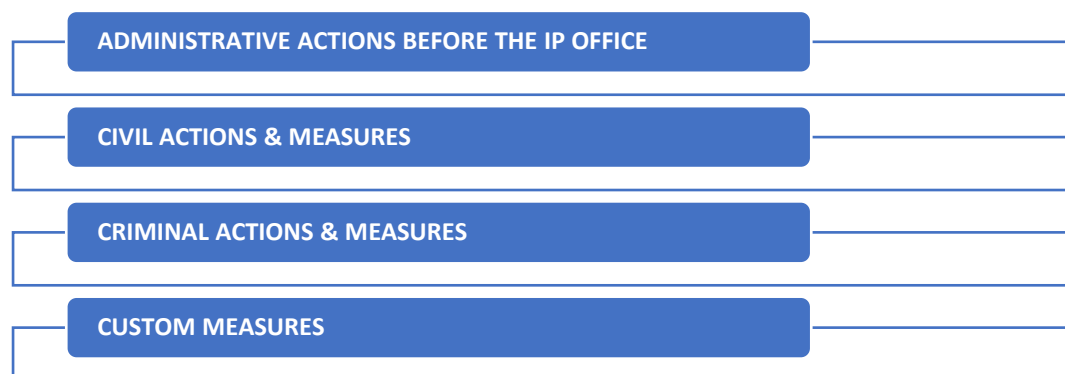 ADMINISTRATIVE ACTIONS BEFORE THE IP OFFICE
CIVIL ACTIONS & MEASURES
CRIMINAL ACTIONS & MEASURES
CUSTOM MEASURES